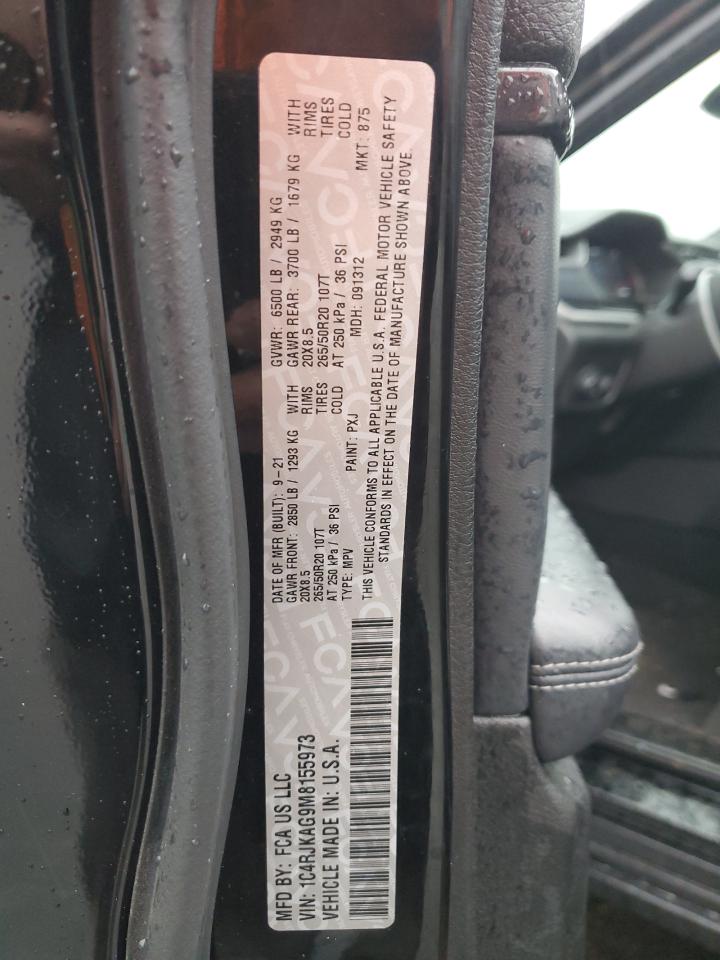 MFD BY: FCA US LLC
VIN: 1C4RJKAG9M8155973
VEHICLE MADE IN: U.S.A.
DATE OF MFR (BUILT): 9-21 GVWR: 6500 LB / 2949 KG
GAWR FRONT: 2850 LB / 1293 KG WITH GAWR REAR: 3700 LB / 1679 KG WITH
20X8.5 RIMS 20X8.5 RIMS
265/50R20 107T TIRES 265/50R20 107T TIRES
AT 250 kPa / 36 PSI COLD AT 250 kPa / 36 PSI COLD
TYPE: MPV PAINT: PXJ MDH: 091312 MKT: 875
THIS VEHICLE CONFORMS TO ALL APPLICABLE U.S.A. FEDERAL MOTOR VEHICLE SAFETY
STANDARDS IN EFFECT ON THE DATE OF MANUFACTURE SHOWN ABOVE.